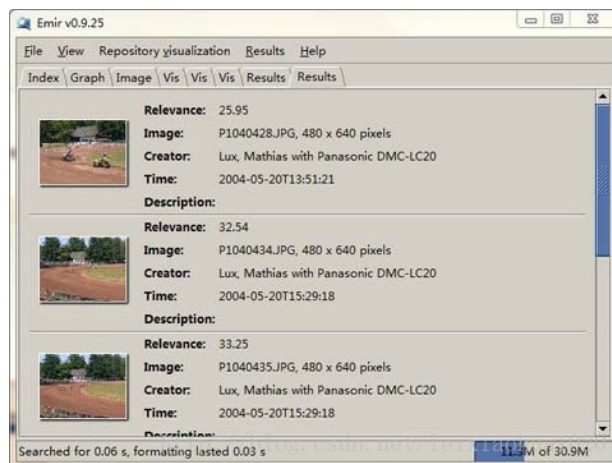 Emir v0.9.25
File View Repository visualization Results Help
Index Graph Image Vis Vis Vis Results Results
Relevance: 25.95
Image: P1040428.JPG, 480 x 640 pixels
Creator: Lux, Mathias with Panasonic DMC-LC20
Time: 2004-05-20T13:51:21
Description:
Relevance: 32.54
Image: P1040434.JPG, 480 x 640 pixels
Creator: Lux, Mathias with Panasonic DMC-LC20
Time: 2004-05-20T15:29:18
Description:
Relevance: 33.25
Image: P1040435.JPG, 480 x 640 pixels
Creator: Lux, Mathias with Panasonic DMC-LC20
Time: 2004-05-20T15:29:18
Description:
Searched for 0.06 s, formatting lasted 0.03 s
11.3M of 30.9M